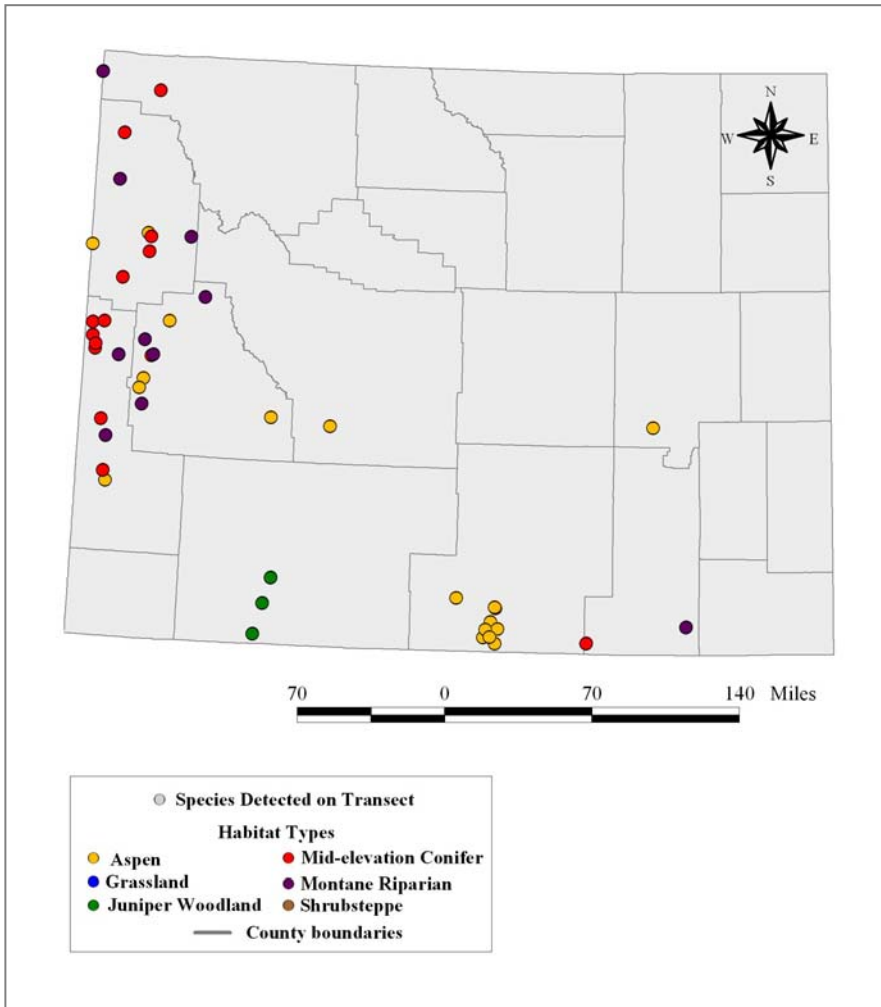 N
W E
S
70 0 70 140 Miles
Species Detected on Transect
Habitat Types
Aspen Mid-elevation Conifer
Grassland Montane Riparian
Juniper Woodland Shrubsteppe
County boundaries